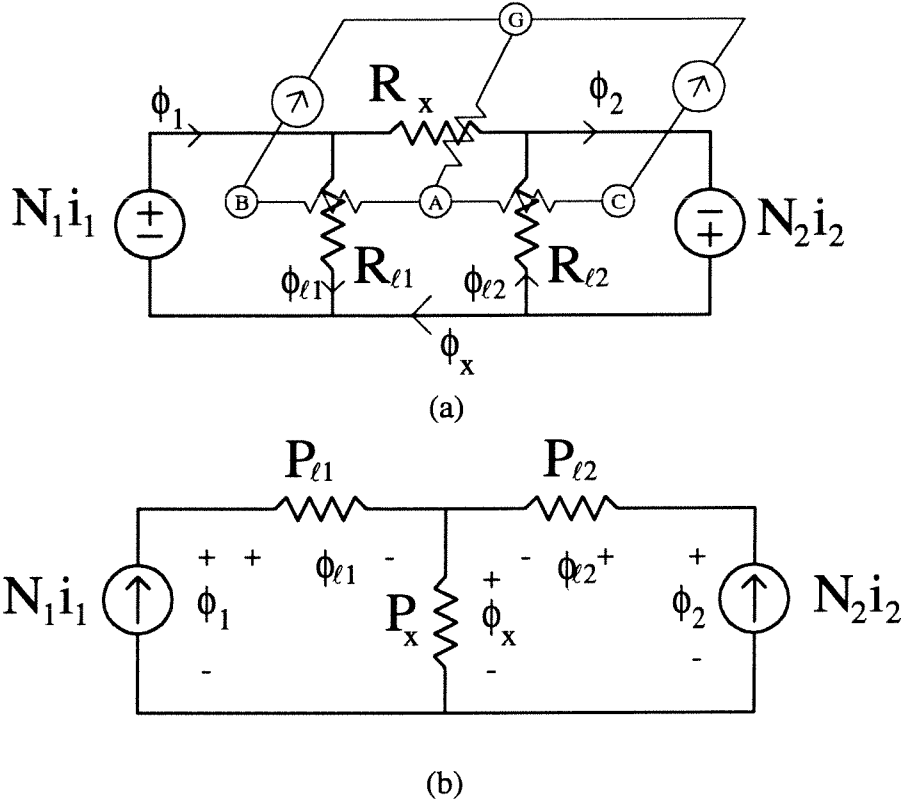 G
R x
ϕ1 ϕ2
B A C
N1i1 + − − + N2i2
Rℓ1 Rℓ2
ϕℓ1 ϕℓ2
ϕx
(a)
Pℓ1 Pℓ2
+ + ϕℓ1 - - ϕℓ2 + +
N1i1 ϕ1 Px + ϕx ϕ2 N2i2
- - -
(b)